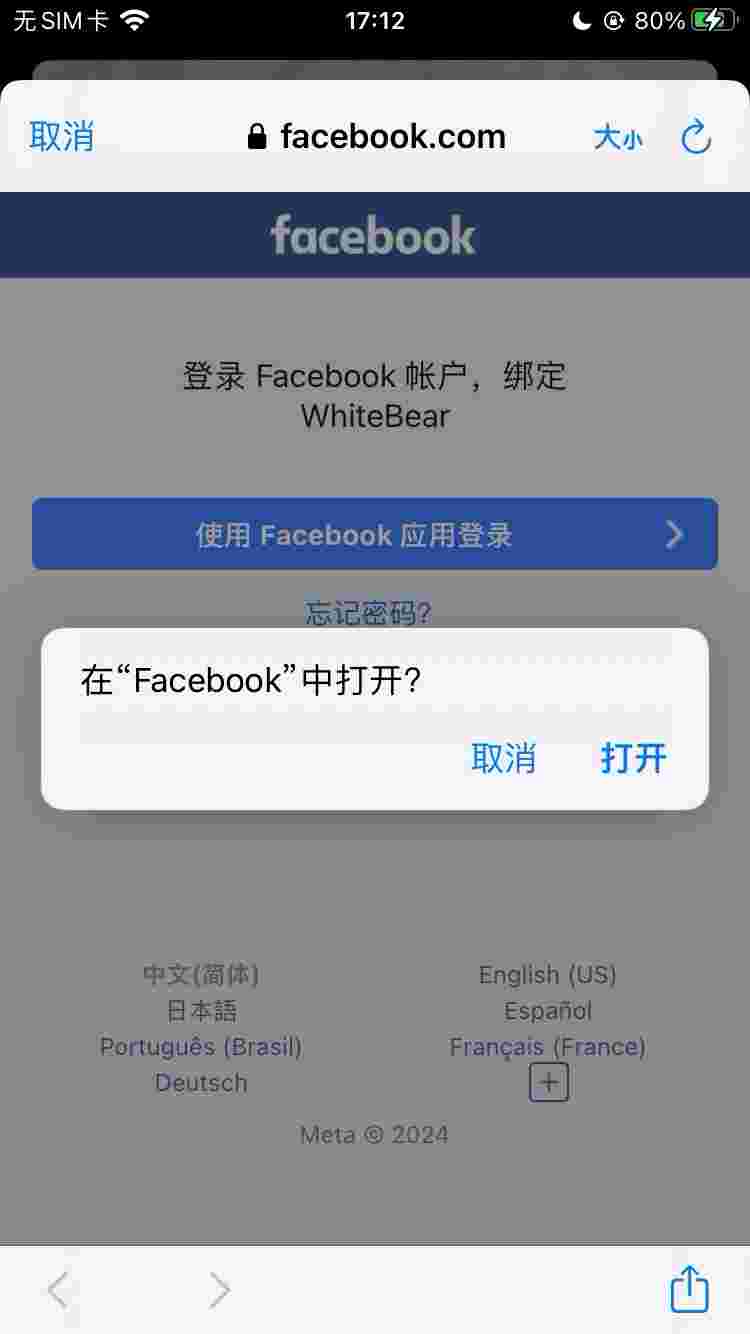 无SIM卡 17:12 80%
取消 facebook.com 大小
facebook
登录 Facebook 帐户，绑定
WhiteBear
使用 Facebook 应用登录
忘记密码?
在“Facebook”中打开?
取消 打开
中文(简体) English (US)
日本語 Español
Português (Brasil) Français (France)
Deutsch
Meta © 2024